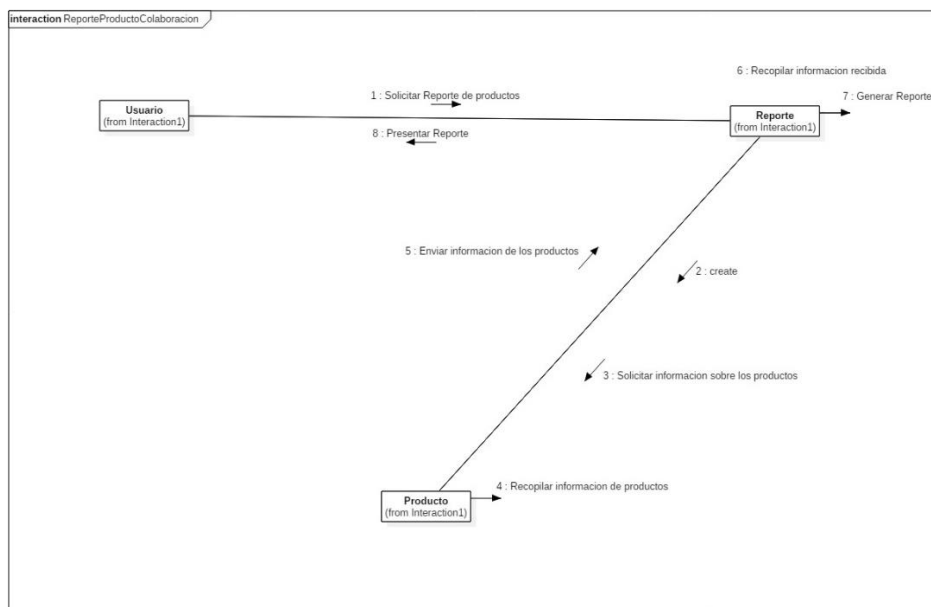 interaction ReporteProductoColaboracion
6 : Recopilar informacion recibida
1 : Solicitar Reporte de productos
7 : Generar Reporte
Usuario
(from Interaction1)
Reporte
(from Interaction1)
8 : Presentar Reporte
5 : Enviar informacion de los productos
2 : create
3 : Solicitar informacion sobre los productos
4 : Recopilar informacion de productos
Producto
(from Interaction1)